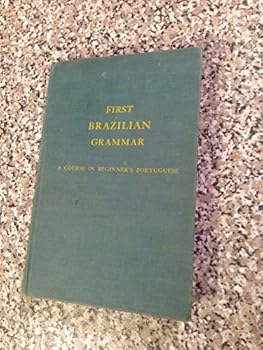 FIRST
BRAZILIAN
GRAMMAR
A COURSE IN BEGINNER'S PORTUGUESE